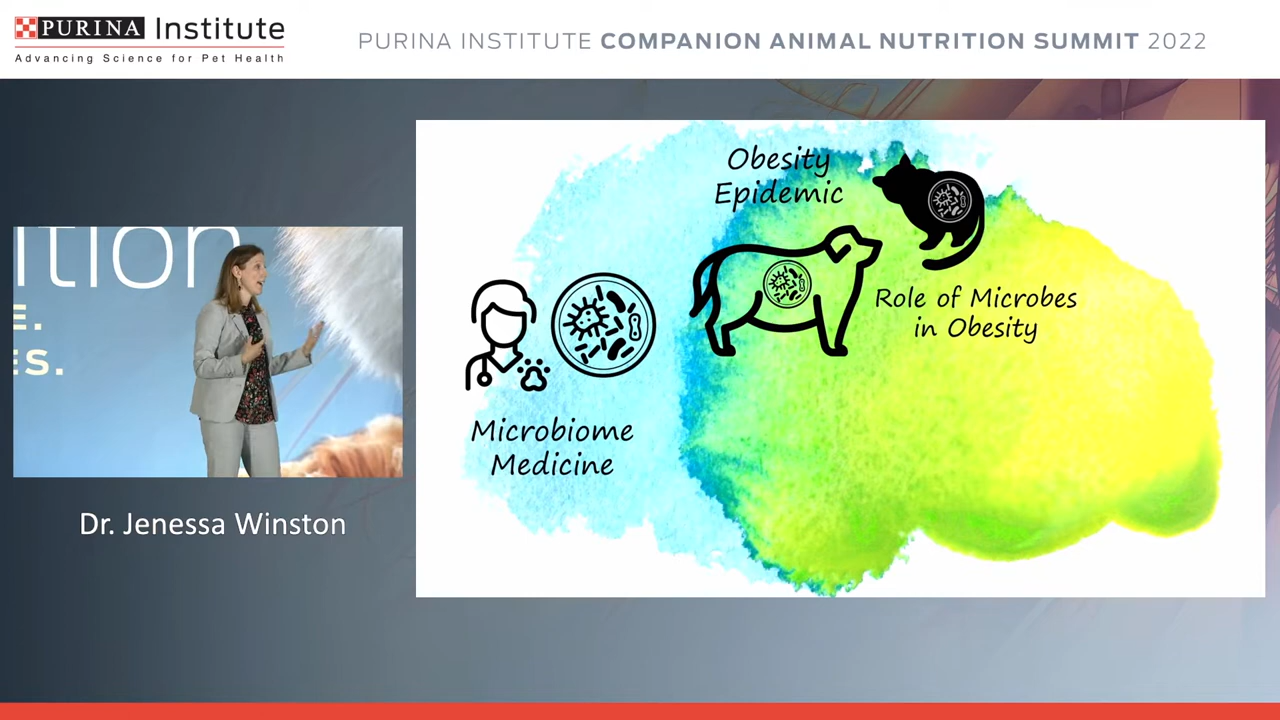 PURINA Institute
Advancing Science for Pet Health
PURINA INSTITUTE COMPANION ANIMAL NUTRITION SUMMIT 2022
ition
E.
ES.
Dr. Jenessa Winston
Obesity
Epidemic
Role of Microbes
in Obesity
Microbiome
Medicine